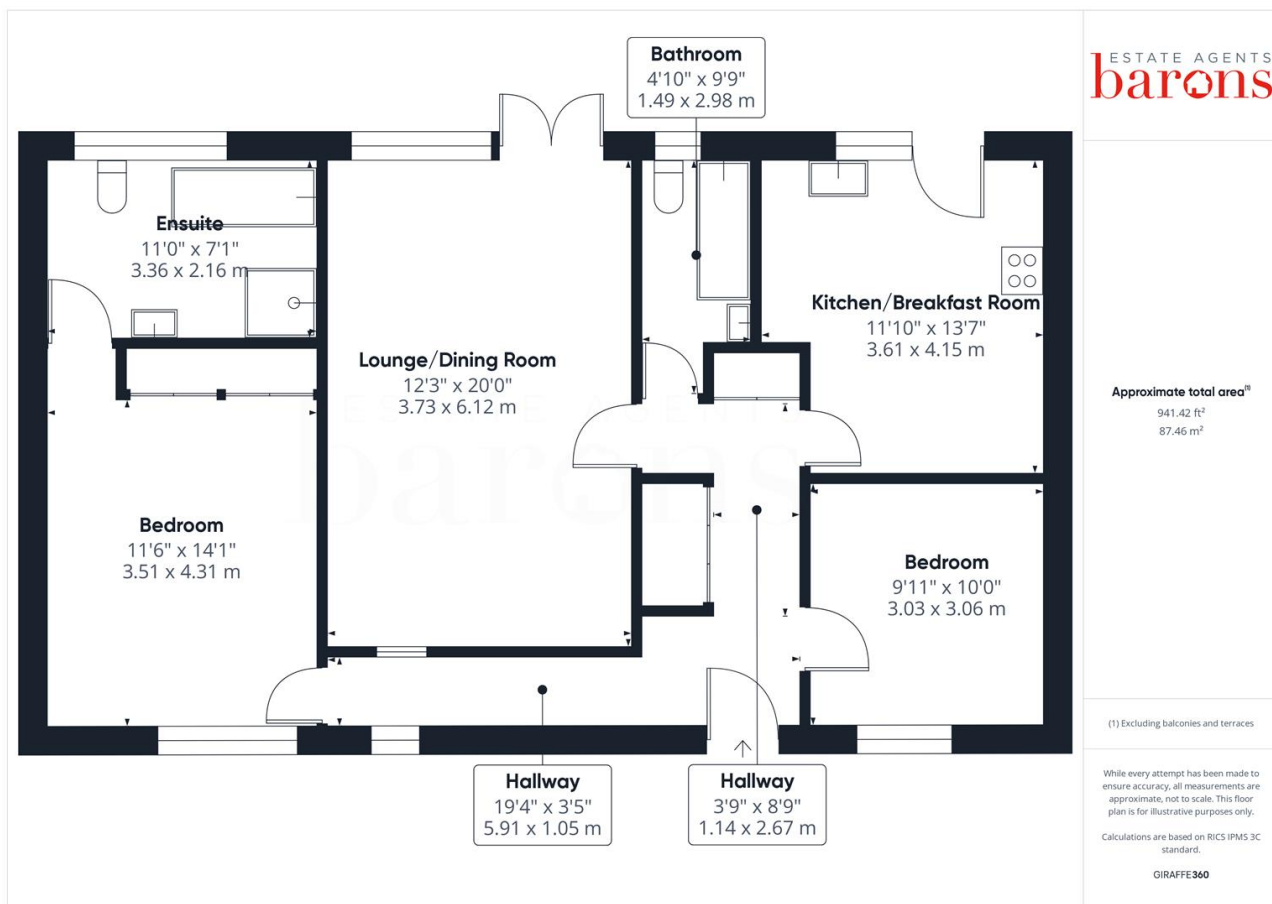 Bathroom
4'10" x 9'9"
1.49 x 2.98 m
Ensuite
11'0" x 7'1"
3.36 x 2.16 m
Lounge/Dining Room
12'3" x 20'0"
3.73 x 6.12 m
Kitchen/Breakfast Room
11'10" x 13'7"
3.61 x 4.15 m
Bedroom
11'6" x 14'1"
3.51 x 4.31 m
Bedroom
9'11" x 10'0"
3.03 x 3.06 m
Hallway
19'4" x 3'5"
5.91 x 1.05 m
Hallway
3'9" x 8'9"
1.14 x 2.67 m
ESTATE AGENTS
barons
ESTATE AGENTS
barons
Approximate total area⁽¹⁾
941.42 ft²
87.46 m²
(1) Excluding balconies and terraces
While every attempt has been made to
ensure accuracy, all measurements are
approximate, not to scale. This floor
plan is for illustrative purposes only.
Calculations are based on RICS IPMS 3C
standard.
GIRAFFE360